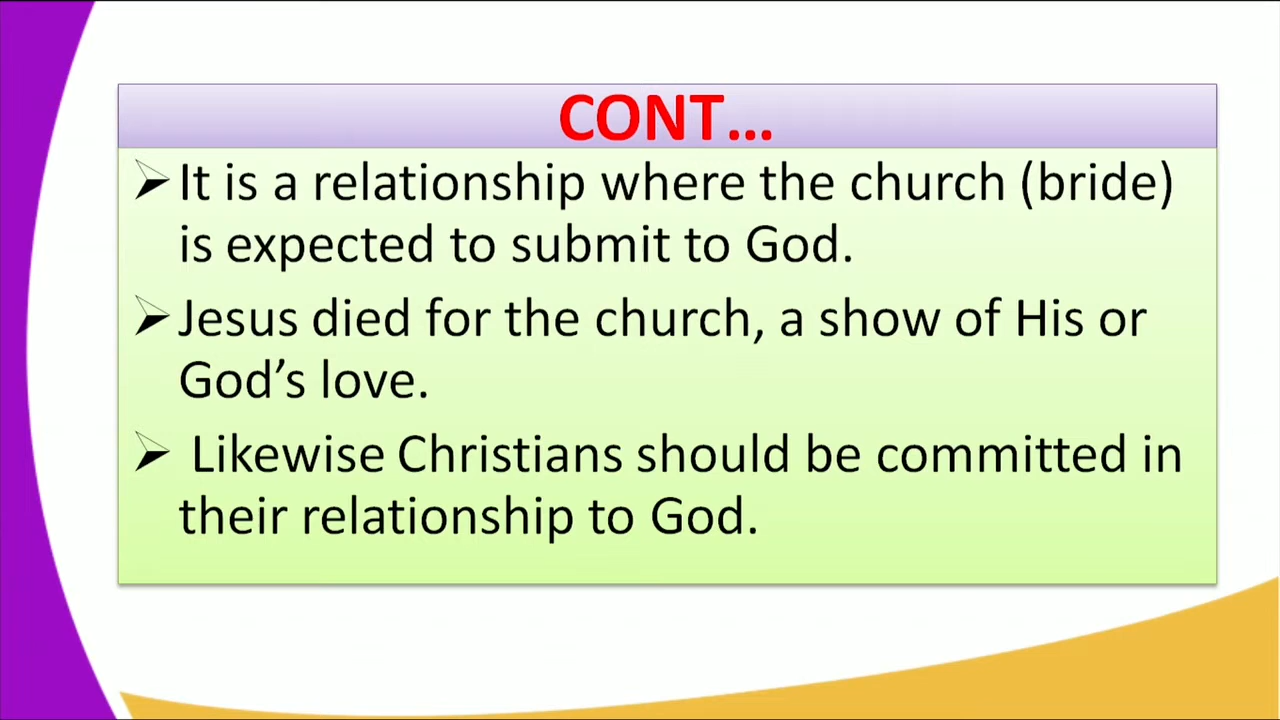 CONT...
➢It is a relationship where the church (bride)
is expected to submit to God.
➢Jesus died for the church, a show of His or
God’s love.
➢ Likewise Christians should be committed in
their relationship to God.